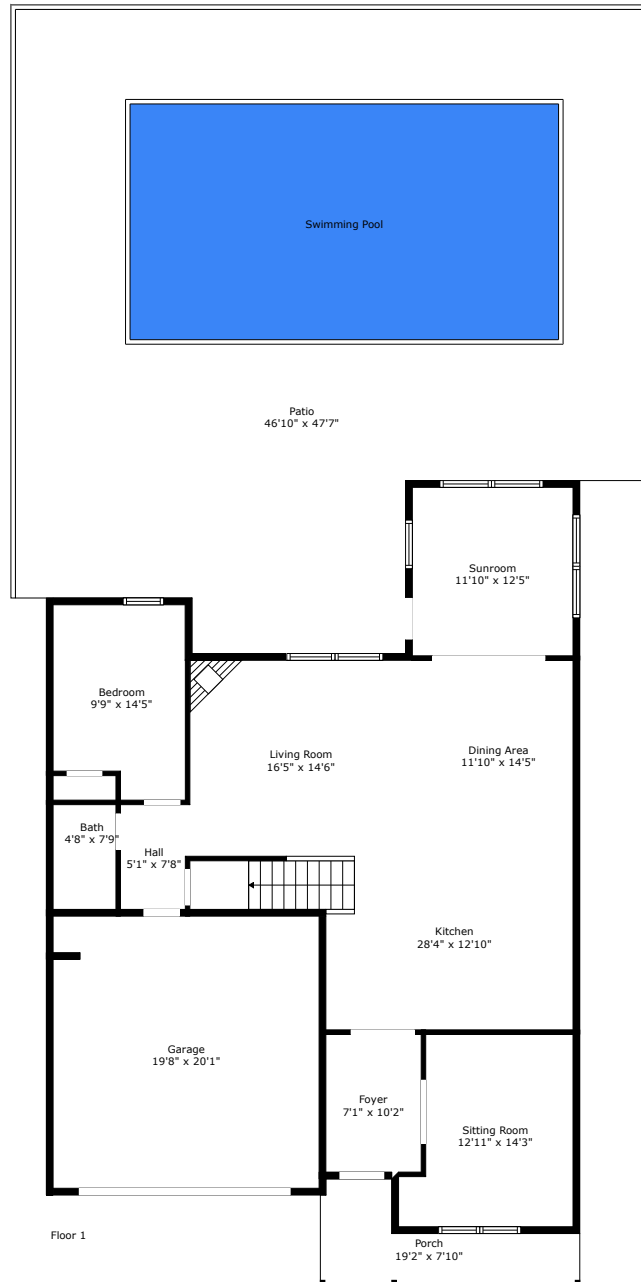 Swimming Pool
Patio
46'10" x 47'7"
Sunroom
11'10" x 12'5"
Bedroom
9'9" x 14'5"
Living Room
16'5" x 14'6"
Dining Area
11'10" x 14'5"
Bath
4'8" x 7'9"
Hall
5'1" x 7'8"
Kitchen
28'4" x 12'10"
Garage
19'8" x 20'1"
Foyer
7'1" x 10'2"
Sitting Room
12'11" x 14'3"
Floor 1
Porch
19'2" x 7'10"